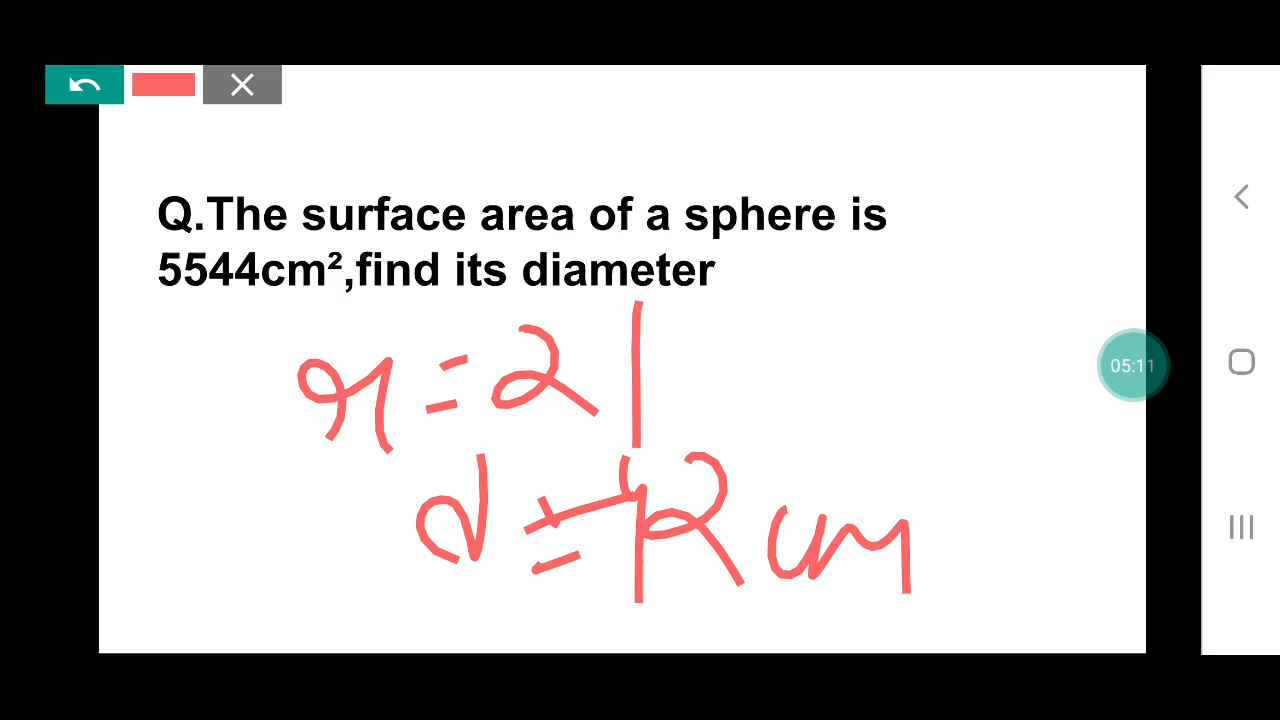 Q.The surface area of a sphere is
5544cm²,find its diameter
r=21
05:11
d=42cm